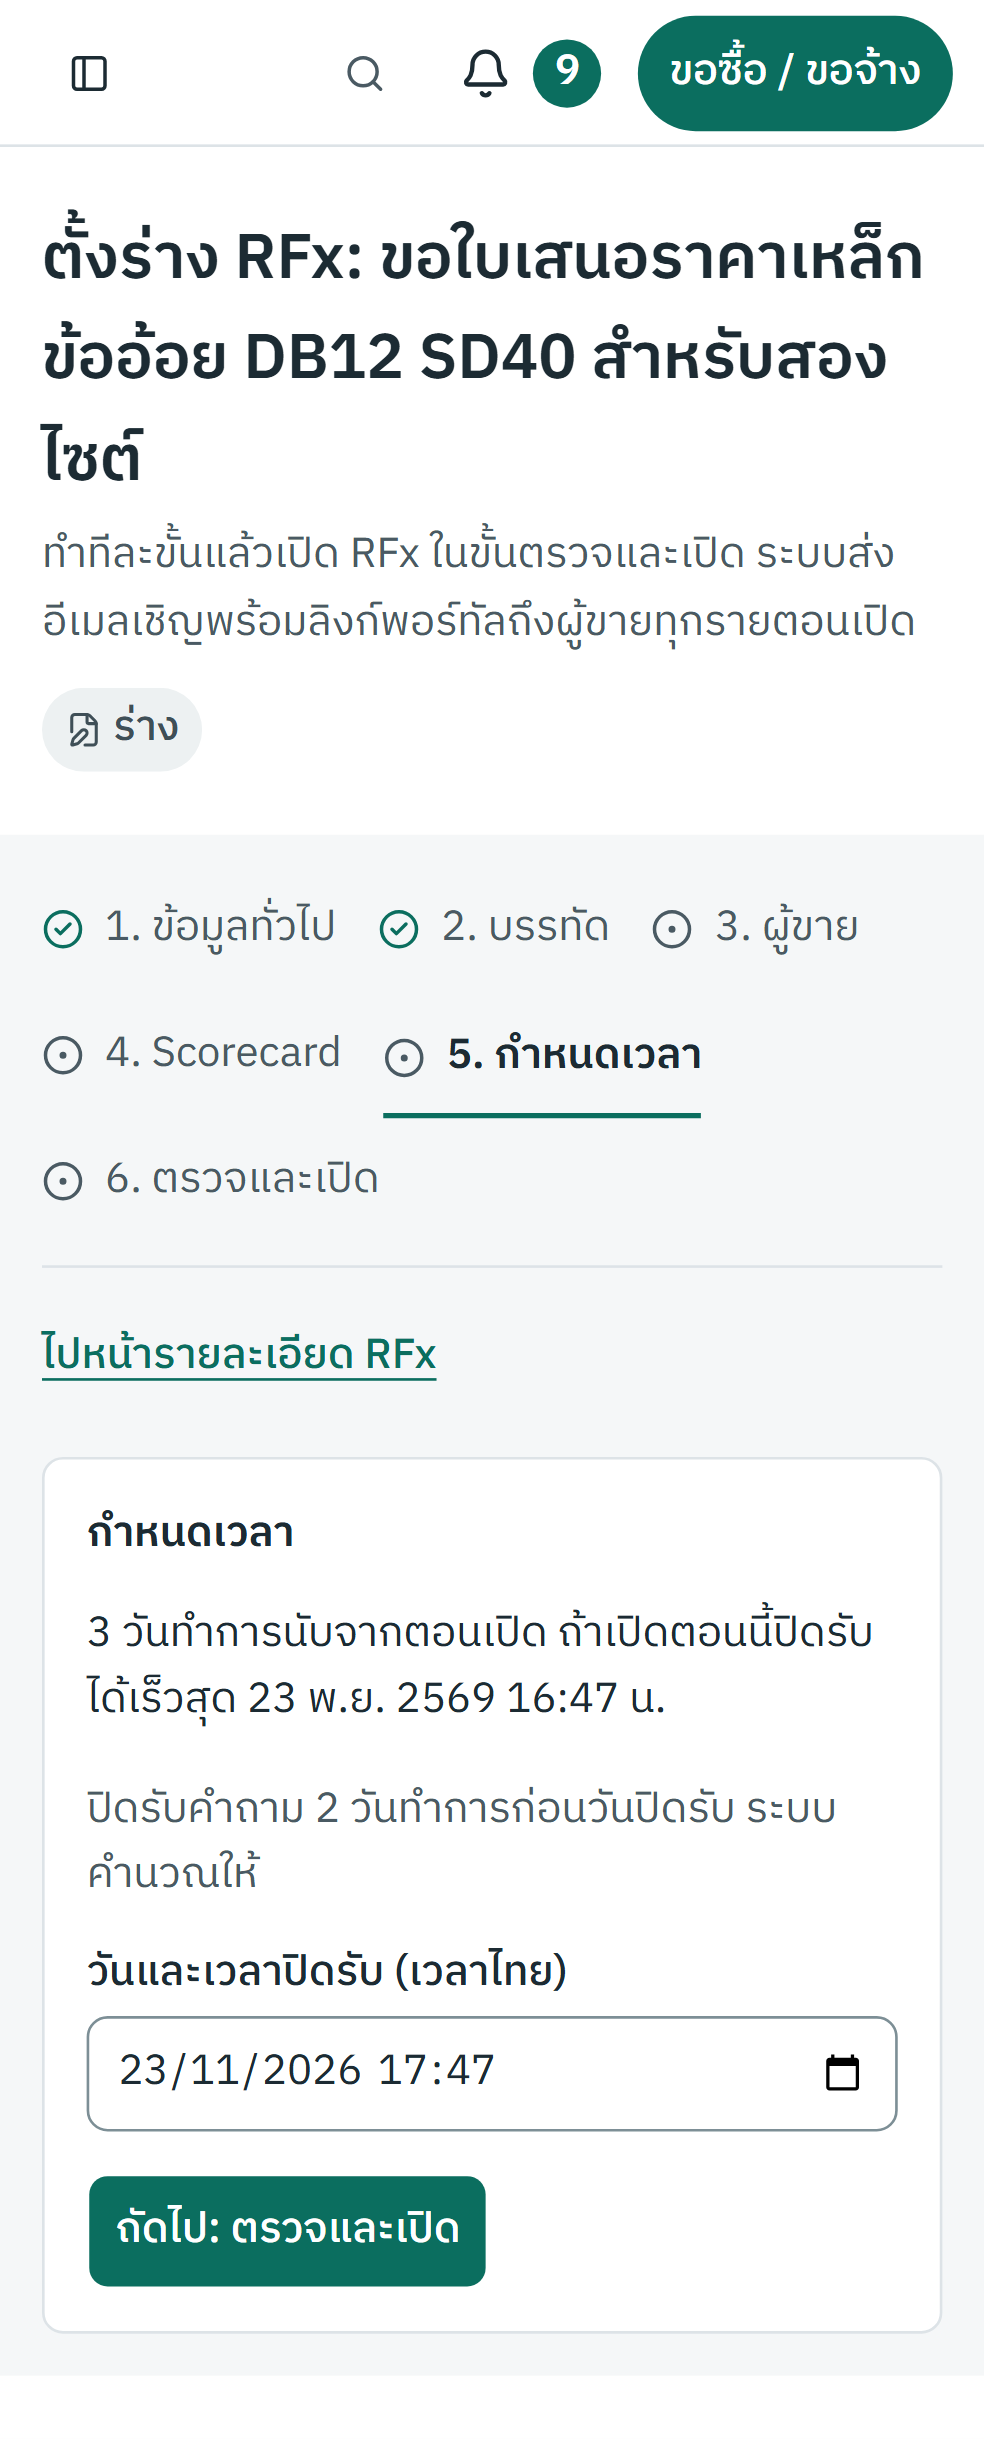 9
ขอซื้อ / ขอจ้าง
ตั้งร่าง RFx: ขอใบเสนอราคาเหล็ก
ข้ออ้อย DB12 SD40 สำหรับสอง
ไซต์
ทำทีละขั้นแล้วเปิด RFx ในขั้นตรวจและเปิด ระบบส่ง
อีเมลเชิญพร้อมลิงก์พอร์ทัลถึงผู้ขายทุกรายตอนเปิด
ร่าง
1. ข้อมูลทั่วไป 2. บรรทัด 3. ผู้ขาย
4. Scorecard 5. กำหนดเวลา
6. ตรวจและเปิด
ไปหน้ารายละเอียด RFx
กำหนดเวลา
3 วันทำการนับจากตอนเปิด ถ้าเปิดตอนนี้ปิดรับ
ได้เร็วสุด 23 พ.ย. 2569 16:47 น.
ปิดรับคำถาม 2 วันทำการก่อนวันปิดรับ ระบบ
คำนวณให้
วันและเวลาปิดรับ (เวลาไทย)
23/11/2026 17:47
ถัดไป: ตรวจและเปิด